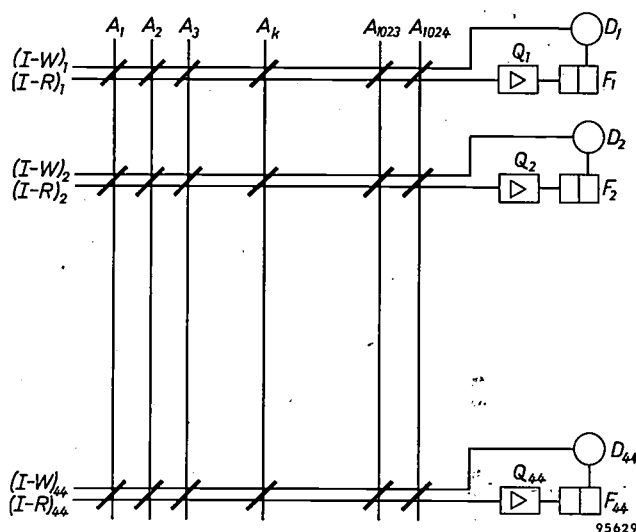 A1 A2 A3 Ak A1023 A1024
D1
(I-W)1
Q1
(I-R)1
F1
D2
(I-W)2
Q2
(I-R)2
F2
D44
(I-W)44
Q44
(I-R)44
F44
95629